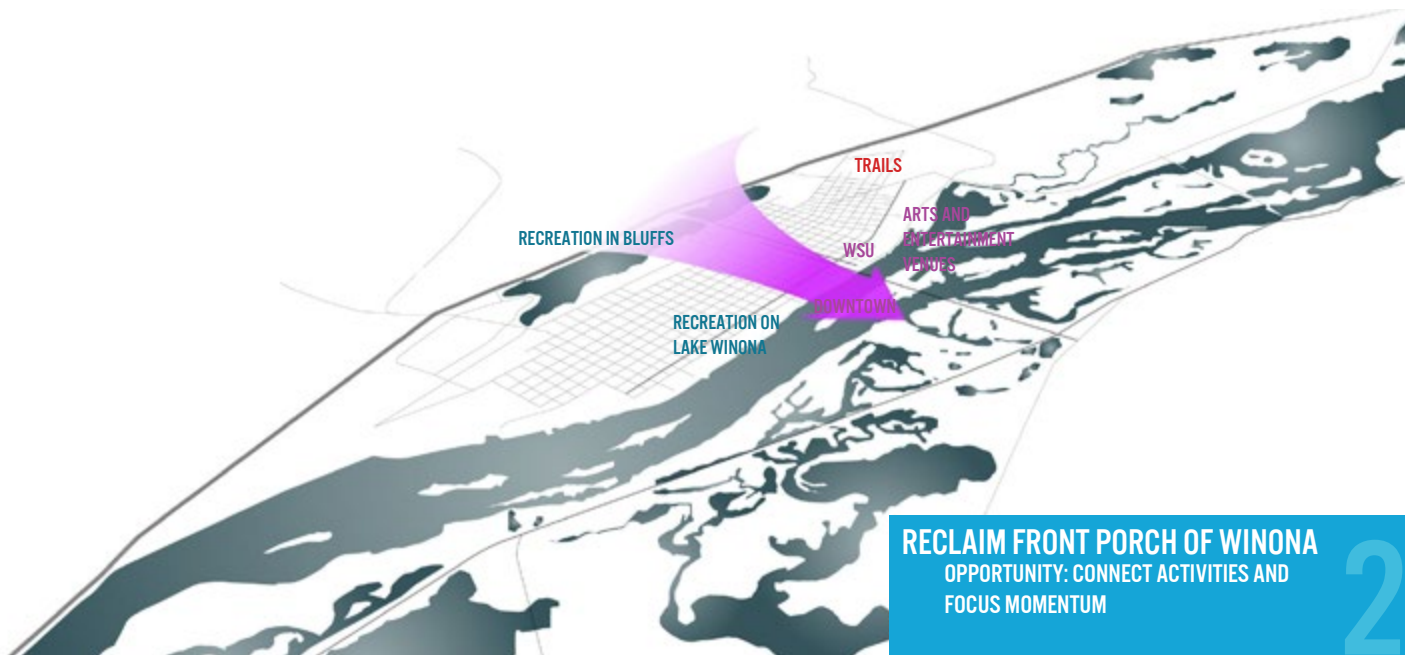 TRAILS
ARTS AND
ENTERTAINMENT
VENUES
RECREATION IN BLUFFS
WSU
DOWNTOWN
RECREATION ON
LAKE WINONA
RECLAIM FRONT PORCH OF WINONA
OPPORTUNITY: CONNECT ACTIVITIES AND
FOCUS MOMENTUM
2